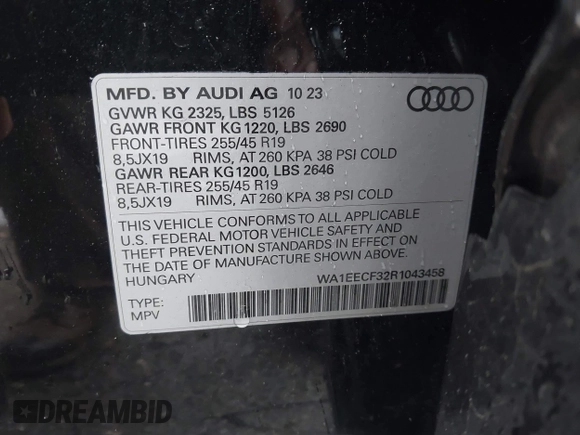 MFD. BY AUDI AG 10 23
GVWR KG 2325, LBS 5126
GAWR FRONT KG 1220, LBS 2690
FRONT-TIRES 255/45 R19
8,5JX19 RIMS, AT 260 KPA 38 PSI COLD
GAWR REAR KG1200, LBS 2646
REAR-TIRES 255/45 R19
8,5JX19 RIMS, AT 260 KPA 38 PSI COLD
THIS VEHICLE CONFORMS TO ALL APPLICABLE
U.S. FEDERAL MOTOR VEHICLE SAFETY AND
THEFT PREVENTION STANDARDS IN EFFECT ON
THE DATE OF MANUFACTURE SHOWN ABOVE.
HUNGARY WA1EECF32R1043458
TYPE:
MPV
DREAMBID